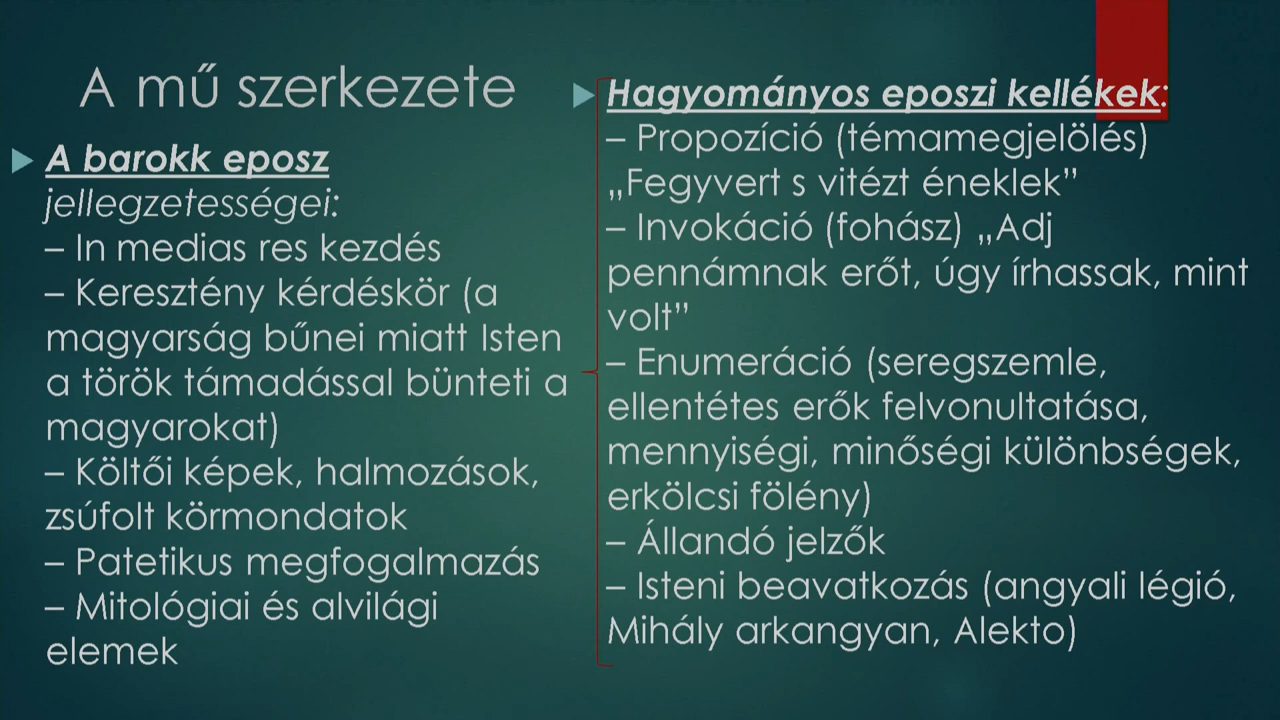 A mű szerkezete
A barokk eposz
jellegzetességei:
– In medias res kezdés
– Keresztény kérdéskör (a
magyarság bűnei miatt Isten
a török támadással bünteti a
magyarokat)
– Költői képek, halmozások,
zsúfolt körmondatok
– Patetikus megfogalmazás
– Mitológiai és alvilági
elemek
Hagyományos eposzi kellékek:
– Propozíció (témamegjelölés)
„Fegyvert s vitézt éneklek”
– Invokáció (fohász) „Adj
pennámnak erőt, úgy írhassak, mint
volt”
– Enumeráció (seregszemle,
ellentétes erők felvonultatása,
mennyiségi, minőségi különbségek,
erkölcsi fölény)
– Állandó jelzők
– Isteni beavatkozás (angyali légió,
Mihály arkangyan, Alekto)